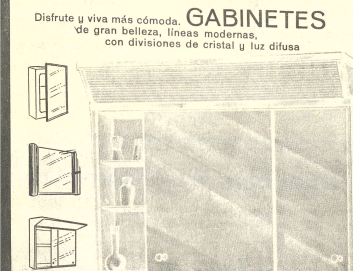 Disfrute y viva más cómoda. GABINETES
de gran belleza, líneas modernas,
con divisiones de cristal y luz difusa